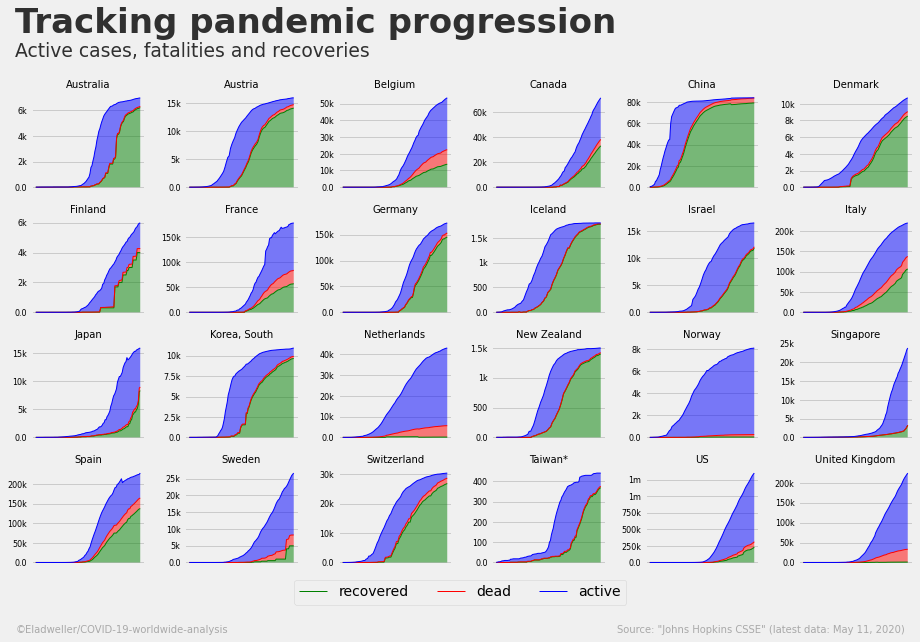 Tracking pandemic progression
Active cases, fatalities and recoveries
Australia
6k
4k
2k
0.0
Austria
15k
10k
5k
0.0
Belgium
50k
40k
30k
20k
10k
0.0
Canada
60k
40k
20k
0.0
China
80k
60k
40k
20k
0.0
Denmark
10k
8k
6k
4k
2k
0.0
Finland
6k
4k
2k
0.0
France
150k
100k
50k
0.0
Germany
150k
100k
50k
0.0
Iceland
1.5k
1k
500
0.0
Israel
15k
10k
5k
0.0
Italy
200k
150k
100k
50k
0.0
Japan
15k
10k
5k
0.0
Korea, South
10k
7.5k
5k
2.5k
0.0
Netherlands
40k
30k
20k
10k
0.0
New Zealand
1.5k
1k
500
0.0
Norway
8k
6k
4k
2k
0.0
Singapore
25k
20k
15k
10k
5k
0.0
Spain
200k
150k
100k
50k
0.0
Sweden
25k
20k
15k
10k
5k
0.0
Switzerland
30k
20k
10k
0.0
Taiwan*
400
300
200
100
0.0
US
1m
1m
750k
500k
250k
0.0
United Kingdom
200k
150k
100k
50k
0.0
recovered dead active
©Eladweller/COVID-19-worldwide-analysis
Source: "Johns Hopkins CSSE" (latest data: May 11, 2020)